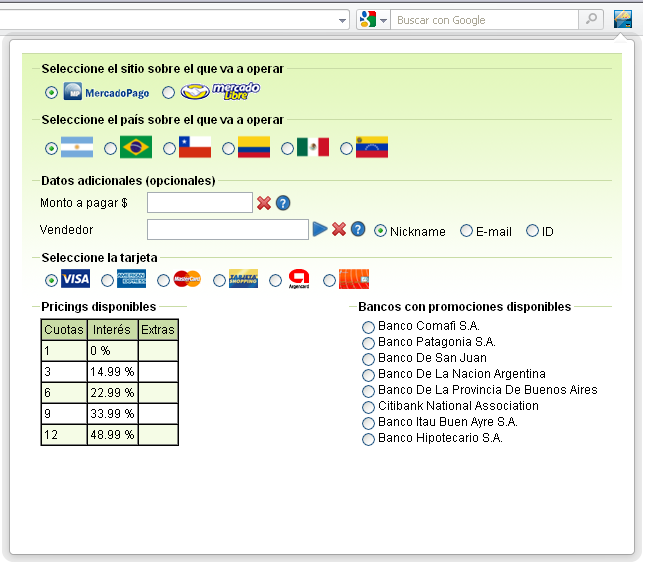 Buscar con Google
Seleccione el sitio sobre el que va a operar
MP MercadoPago mercado libre
Seleccione el país sobre el que va a operar
Datos adicionales (opcionales)
Monto a pagar $ ?
Vendedor ? Nickname E-mail ID
Seleccione la tarjeta
VISA AMERICAN EXPRESS MasterCard TARJETA SHOPPING Argencard
Pricings disponibles
Cuotas Interés Extras
1 0 %
3 14.99 %
6 22.99 %
9 33.99 %
12 48.99 %
Bancos con promociones disponibles
Banco Comafi S.A.
Banco Patagonia S.A.
Banco De San Juan
Banco De La Nacion Argentina
Banco De La Provincia De Buenos Aires
Citibank National Association
Banco Itau Buen Ayre S.A.
Banco Hipotecario S.A.